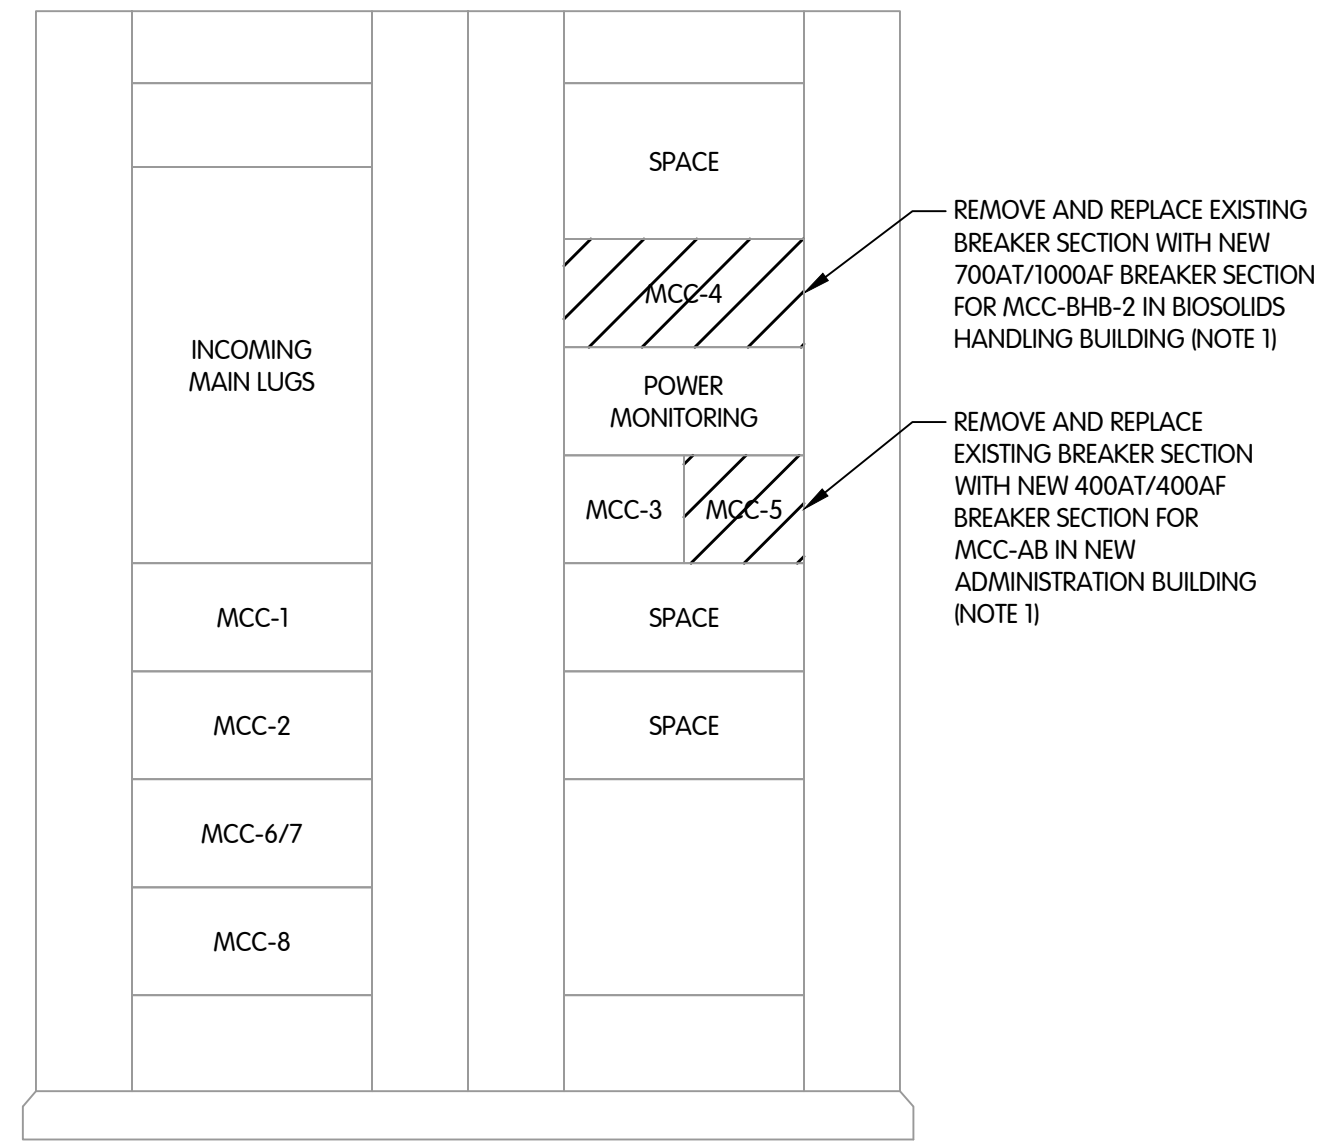 INCOMING
MAIN LUGS
MCC-1
MCC-2
MCC-6/7
MCC-8
SPACE
MCC-4
POWER
MONITORING
MCC-3
MCC-5
SPACE
SPACE
REMOVE AND REPLACE EXISTING
BREAKER SECTION WITH NEW
700AT/1000AF BREAKER SECTION
FOR MCC-BHB-2 IN BIOSOLIDS
HANDLING BUILDING (NOTE 1)
REMOVE AND REPLACE
EXISTING BREAKER SECTION
WITH NEW 400AT/400AF
BREAKER SECTION FOR
MCC-AB IN NEW
ADMINISTRATION BUILDING
(NOTE 1)